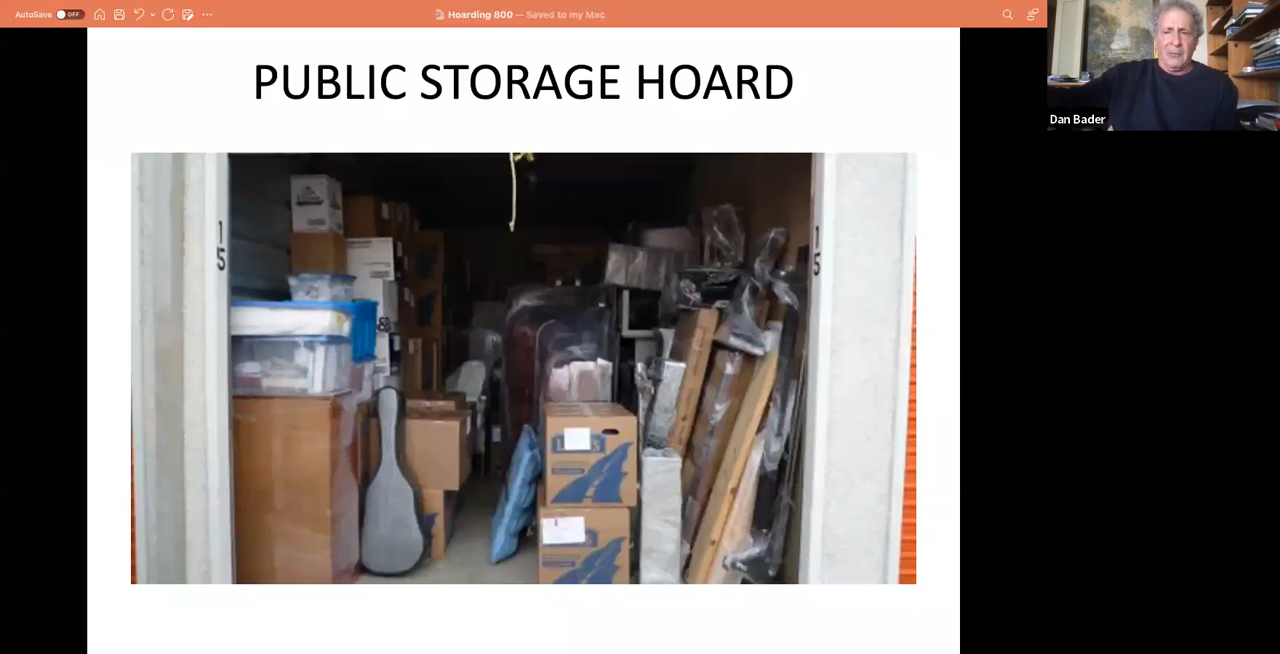 AutoSave OFF
Hoarding 800 — Saved to my Mac
Dan Bader
PUBLIC STORAGE HOARD
15
15